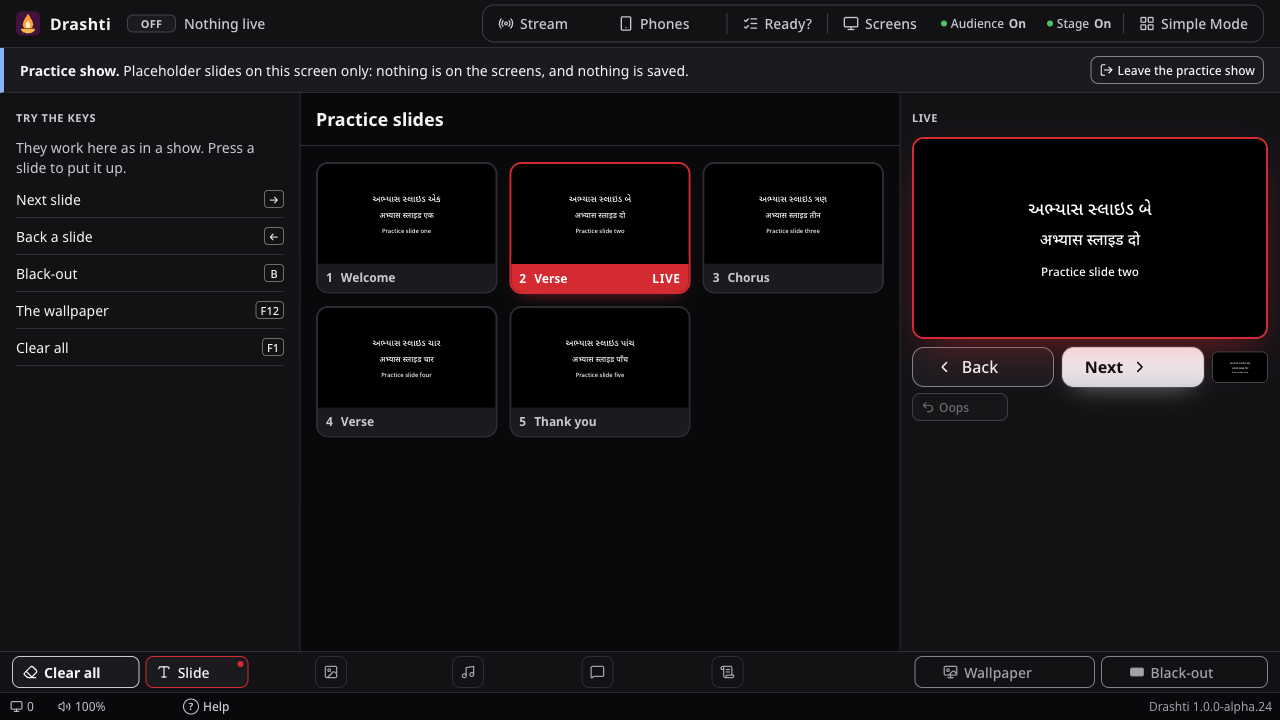 Drashti OFF Nothing live Stream Phones Ready? Screens Audience On Stage On Simple Mode
Practice show. Placeholder slides on this screen only: nothing is on the screens, and nothing is saved. Leave the practice show
TRY THE KEYS
They work here as in a show. Press a
slide to put it up.
Next slide →
Back a slide ←
Black-out B
The wallpaper F12
Clear all F1
Practice slides
અભ્યાસ સ્લાઇડ એક
अभ्यास स्लाइड एक
Practice slide one
1 Welcome
અભ્યાસ સ્લાઇડ બે
अभ्यास स्लाइड दो
Practice slide two
2 Verse LIVE
અભ્યાસ સ્લાઇડ ત્રણ
अभ्यास स्लाइड तीन
Practice slide three
3 Chorus
અભ્યાસ સ્લાઇડ ચાર
अभ्यास स्लाइड चार
Practice slide four
4 Verse
અભ્યાસ સ્લાઇડ પાંચ
अभ्यास स्लाइड पाँच
Practice slide five
5 Thank you
LIVE
અભ્યાસ સ્લાઇડ બે
अभ्यास स्लाइड दो
Practice slide two
Back Next
Oops
Clear all Slide Wallpaper Black-out
0 100% Help Drashti 1.0.0-alpha.24